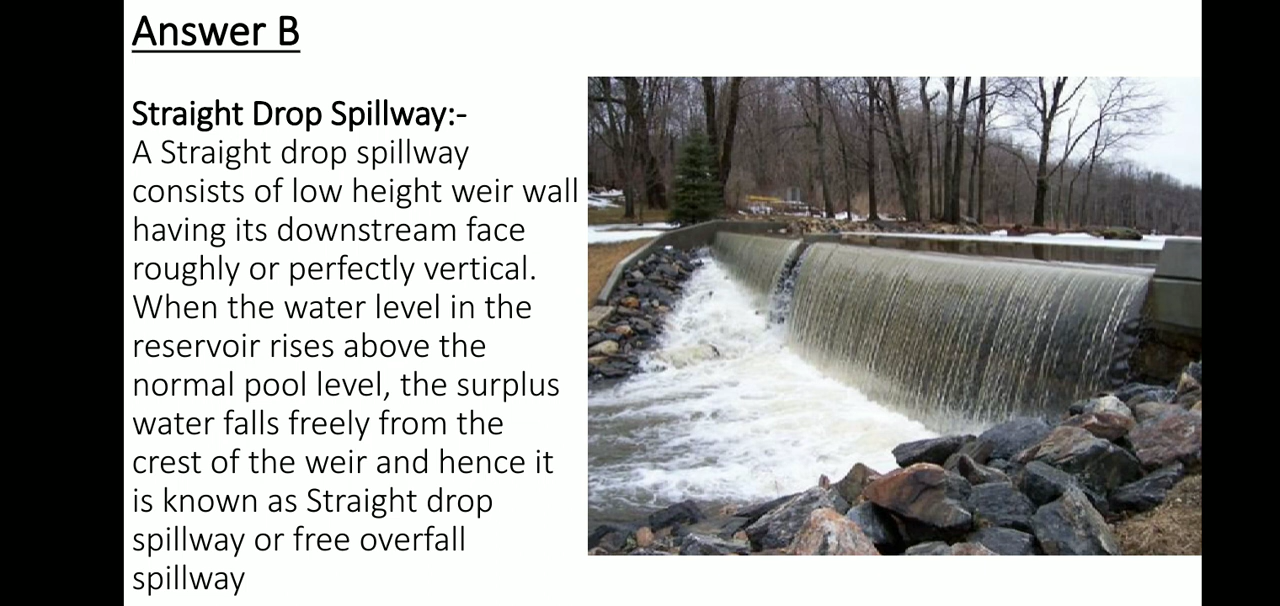 Answer B
Straight Drop Spillway:-
A Straight drop spillway
consists of low height weir wall
having its downstream face
roughly or perfectly vertical.
When the water level in the
reservoir rises above the
normal pool level, the surplus
water falls freely from the
crest of the weir and hence it
is known as Straight drop
spillway or free overfall
spillway